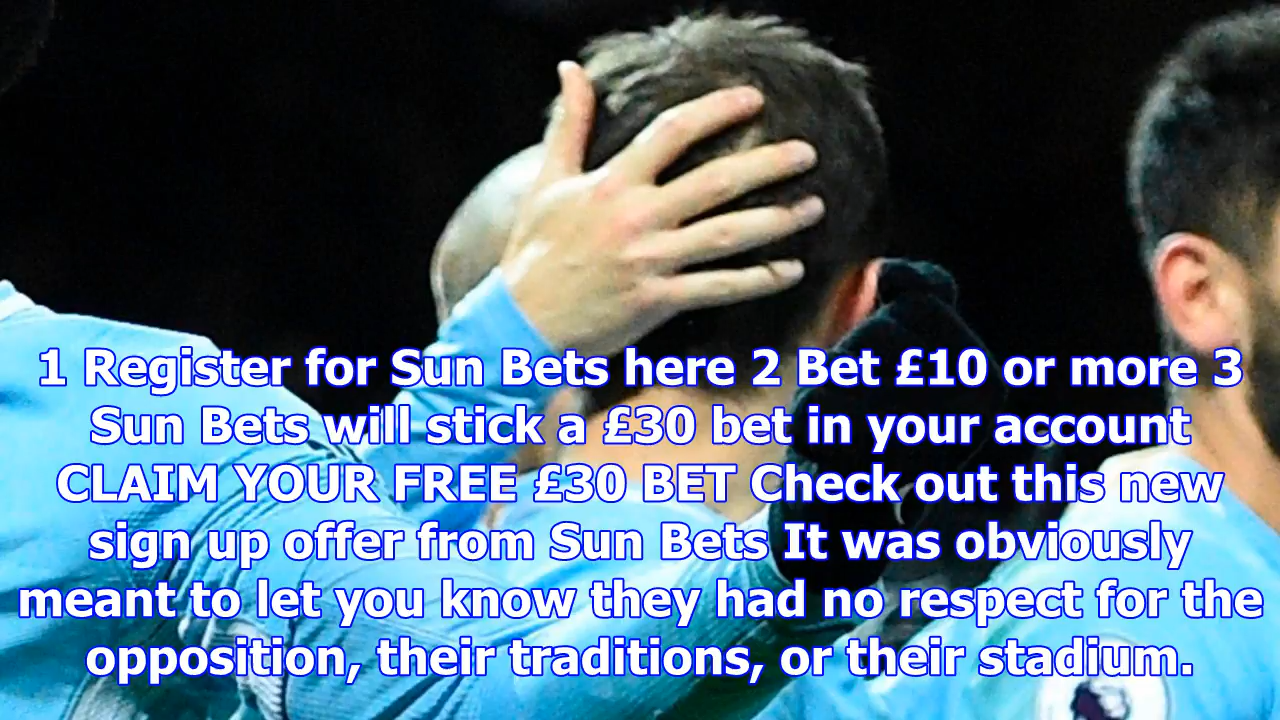 1 Register for Sun Bets here 2 Bet £10 or more 3
Sun Bets will stick a £30 bet in your account
CLAIM YOUR FREE £30 BET Check out this new
sign up offer from Sun Bets It was obviously
meant to let you know they had no respect for the
opposition, their traditions, or their stadium.